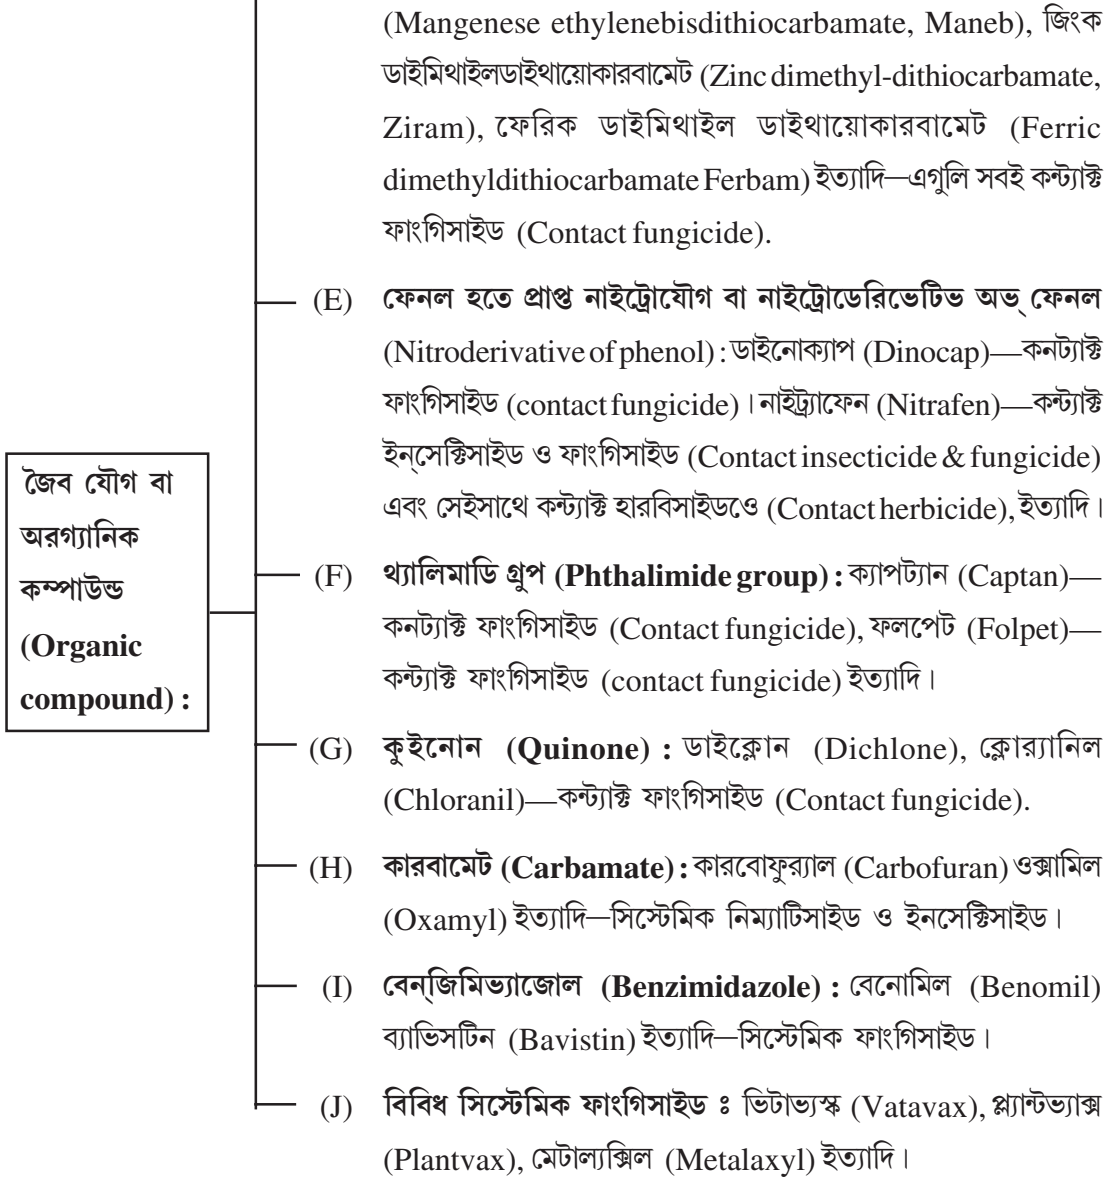 (Mangenese ethylenebisdithiocarbamate, Maneb), জিংক
ডাইমিথাইলডাইথায়োকারবামেট (Zinc dimethyl-dithiocarbamate,
Ziram), ফেরিক ডাইমিথাইল ডাইথায়োকারবামেট (Ferric
dimethyldithiocarbamate Ferbam) ইত্যাদি—এগুলি সবই কন্ট্যাক্ট
ফাংগিসাইড (Contact fungicide).
(E) ফেনল হতে প্রাপ্ত নাইট্রোযৌগ বা নাইট্রোডেরিভেটিভ অভ্ ফেনল
(Nitroderivative of phenol) : ডাইনোক্যাপ (Dinocap)—কনট্যাক্ট
ফাংগিসাইড (contact fungicide)। নাইট্র্যাফেন (Nitrafen)—কন্ট্যাক্ট
ইন্‌সেক্টিসাইড ও ফাংগিসাইড (Contact insecticide & fungicide)
এবং সেইসাথে কন্ট্যাক্ট হারবিসাইডওে (Contact herbicide), ইত্যাদি।
জৈব যৌগ বা
অরগ্যানিক
কম্পাউন্ড
(Organic
compound) :
(F) থ্যালিমাডি গ্রুপ (Phthalimide group) : ক্যাপট্যান (Captan)—
কনট্যাক্ট ফাংগিসাইড (Contact fungicide), ফলপেট (Folpet)—
কন্ট্যাক্ট ফাংগিসাইড (contact fungicide) ইত্যাদি।
(G) কুইনোন (Quinone) : ডাইক্লোন (Dichlone), ক্লোর‍্যানিল
(Chloranil)—কন্ট্যাক্ট ফাংগিসাইড (Contact fungicide).
(H) কারবামেট (Carbamate) : কারবোফুর‍্যাল (Carbofuran) ওক্সামিল
(Oxamyl) ইত্যাদি—সিস্টেমিক নিম্যাটিসাইড ও ইনসেক্টিসাইড।
(I) বেন্‌জিমিভ্যাজোল (Benzimidazole) : বেনোমিল (Benomil)
ব্যাভিসটিন (Bavistin) ইত্যাদি—সিস্টেমিক ফাংগিসাইড।
(J) বিবিধ সিস্টেমিক ফাংগিসাইড ঃ ভিটাভ্যস্ক (Vatavax), প্ল্যান্টভ্যাক্স
(Plantvax), মেটাল্যক্সিল (Metalaxyl) ইত্যাদি।